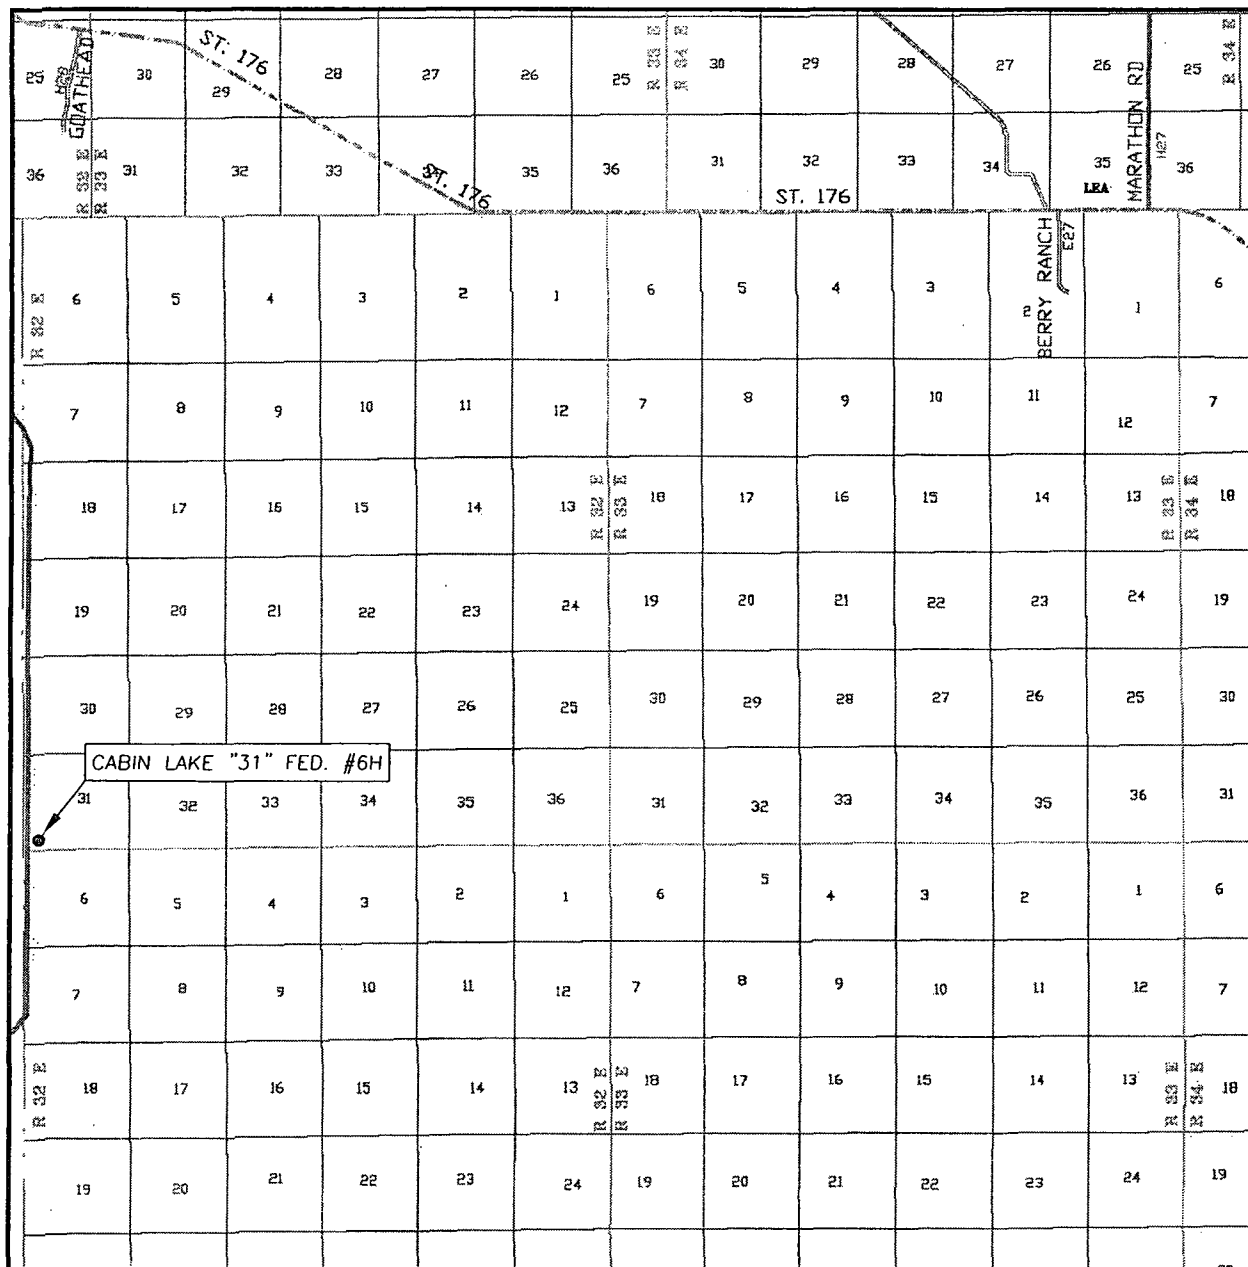 ST. 176
R 33 E
R 34 E
R 34 E
25 30 29 28 27 26 25 30 29 28 27 26 25
H20
GOATHEAD
MARATHON RD
H27
36 31 32 33 34 35 36 31 32 33 34 35 36
R 32 E
R 33 E
ST. 176
ST. 176
LEA
R 32 E
BERRY RANCH
E27
6 5 4 3 2 1 6 5 4 3 2 1 6
7 8 9 10 11 12 7 8 9 10 11 12 7
18 17 16 15 14 13 18 17 16 15 14 13 18
R 32 E
R 33 E
R 33 E
R 34 E
19 20 21 22 23 24 19 20 21 22 23 24 19
30 29 28 27 26 25 30 29 28 27 26 25 30
CABIN LAKE "31" FED. #6H
31 32 33 34 35 36 31 32 33 34 35 36 31
6 5 4 3 2 1 6 5 4 3 2 1 6
7 8 9 10 11 12 7 8 9 10 11 12 7
R 32 E
18 17 16 15 14 13 18 17 16 15 14 13 18
R 32 E
R 33 E
R 33 E
R 34 E
19 20 21 22 23 24 19 20 21 22 23 24 19